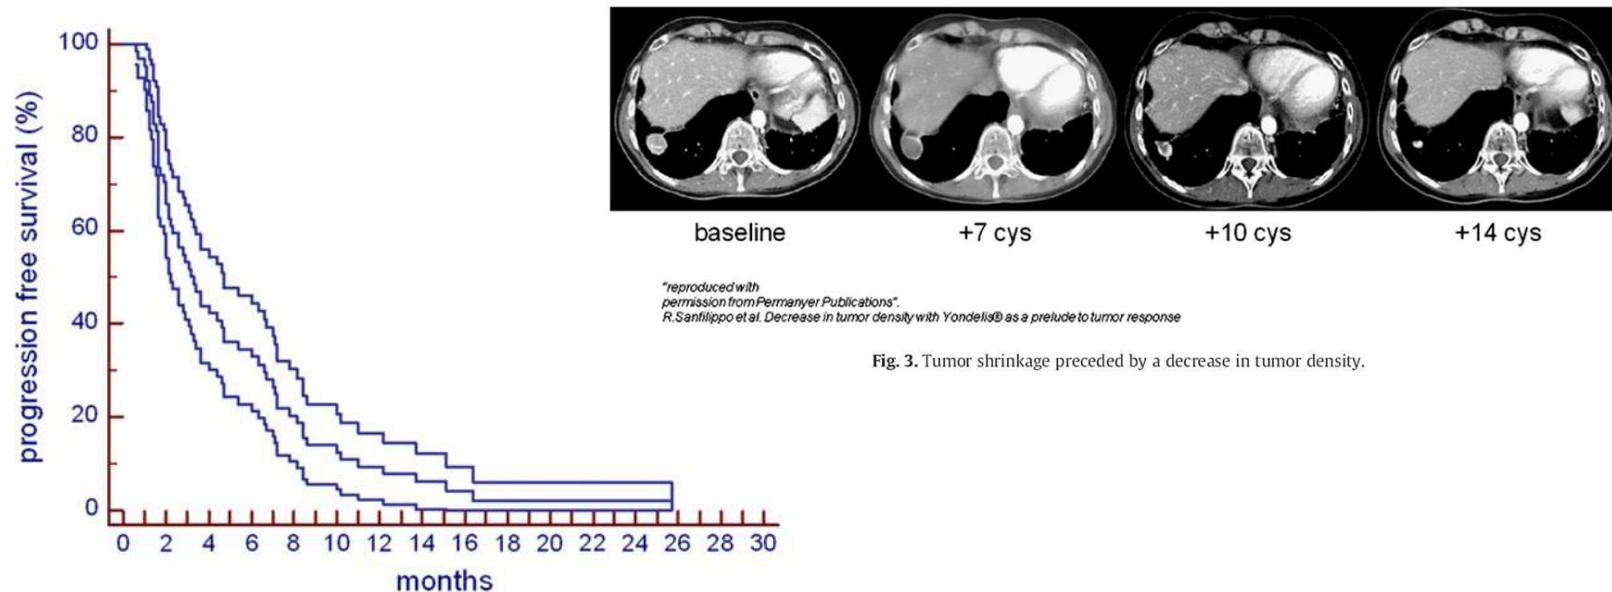 progression free survival (%)
100
80
60
40
20
0
0 2 4 6 8 10 12 14 16 18 20 22 24 26 28 30
months
baseline +7 cys +10 cys +14 cys
"reproduced with
permission from Permanyer Publications".
R.Sanfilippo et al. Decrease in tumor density with Yondelis® as a prelude to tumor response
Fig. 3. Tumor shrinkage preceded by a decrease in tumor density.